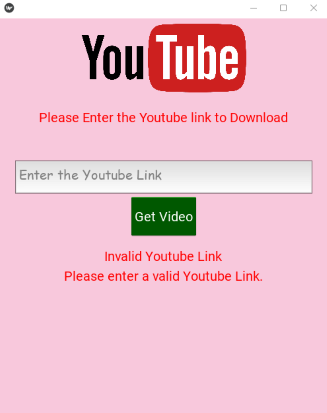 YouTube
Please Enter the Youtube link to Download
Enter the Youtube Link
Get Video
Invalid Youtube Link
Please enter a valid Youtube Link.